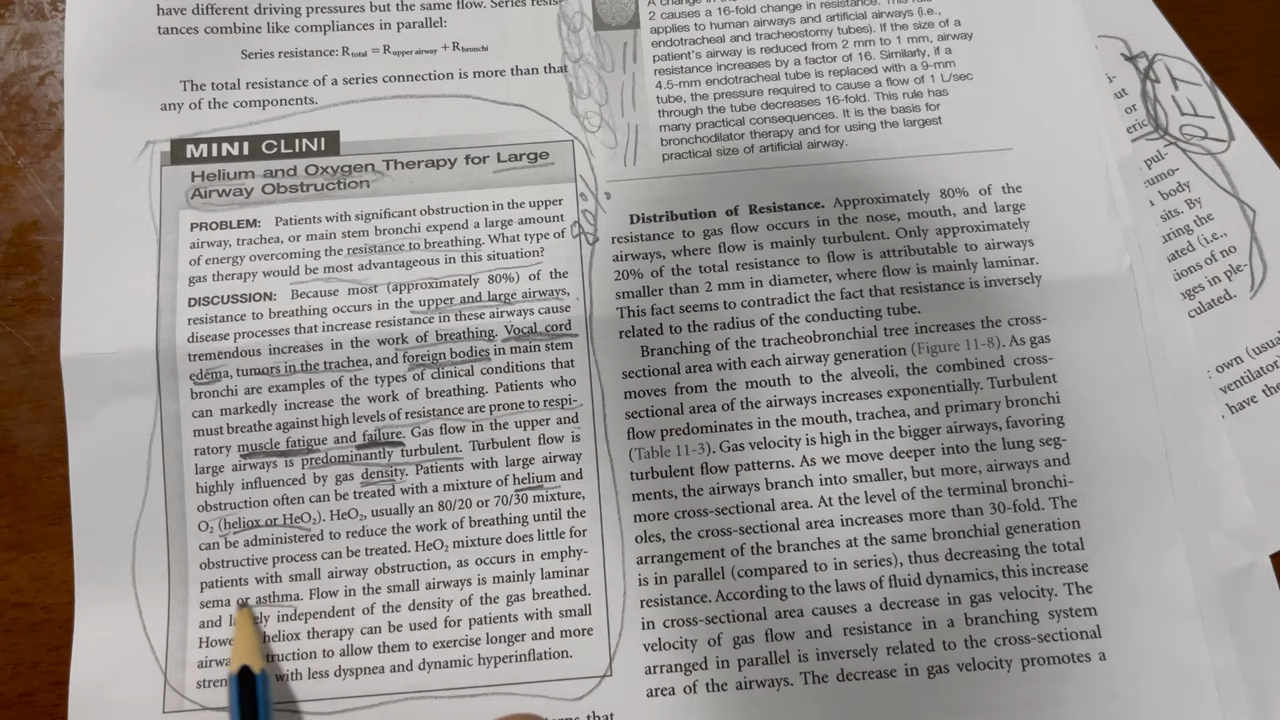 have different driving pressures but the same flow. Series resis-
tances combine like compliances in parallel:
Series resistance: Rtotal = Rupper airway + Rbronchi
The total resistance of a series connection is more than that
any of the components.
MINI CLINI
Helium and Oxygen Therapy for Large
Airway Obstruction
PROBLEM: Patients with significant obstruction in the upper
airway, trachea, or main stem bronchi expend a large amount
of energy overcoming the resistance to breathing. What type of
gas therapy would be most advantageous in this situation?
DISCUSSION: Because most (approximately 80%) of the
resistance to breathing occurs in the upper and large airways,
disease processes that increase resistance in these airways cause
tremendous increases in the work of breathing. Vocal cord
edema, tumors in the trachea, and foreign bodies in main stem
bronchi are examples of the types of clinical conditions that
can markedly increase the work of breathing. Patients who
must breathe against high levels of resistance are prone to respi-
ratory muscle fatigue and failure. Gas flow in the upper and
large airways is predominantly turbulent. Turbulent flow is
highly influenced by gas density. Patients with large airway
obstruction often can be treated with a mixture of helium and
O2 (heliox or HeO2). HeO2, usually an 80/20 or 70/30 mixture,
can be administered to reduce the work of breathing until the
obstructive process can be treated. HeO2 mixture does little for
patients with small airway obstruction, as occurs in emphy-
sema or asthma. Flow in the small airways is mainly laminar
and ely independent of the density of the gas breathed.
Howe heliox therapy can be used for patients with small
airwa truction to allow them to exercise longer and more
stren with less dyspnea and dynamic hyperinflation.
80%
2 causes a 16-fold change in resistance. This rule
applies to human airways and artificial airways (i.e.,
endotracheal and tracheostomy tubes). If the size of a
patient's airway is reduced from 2 mm to 1 mm, airway
resistance increases by a factor of 16. Similarly, if a
4.5-mm endotracheal tube is replaced with a 9-mm
tube, the pressure required to cause a flow of 1 L/sec
through the tube decreases 16-fold. This rule has
many practical consequences. It is the basis for
bronchodilator therapy and for using the largest
practical size of artificial airway.
Distribution of Resistance. Approximately 80% of the
resistance to gas flow occurs in the nose, mouth, and large
airways, where flow is mainly turbulent. Only approximately
20% of the total resistance to flow is attributable to airways
smaller than 2 mm in diameter, where flow is mainly laminar.
This fact seems to contradict the fact that resistance is inversely
related to the radius of the conducting tube.
Branching of the tracheobronchial tree increases the cross-
sectional area with each airway generation (Figure 11-8). As gas
moves from the mouth to the alveoli, the combined cross-
sectional area of the airways increases exponentially. Turbulent
flow predominates in the mouth, trachea, and primary bronchi
(Table 11-3). Gas velocity is high in the bigger airways, favoring
turbulent flow patterns. As we move deeper into the lung seg-
ments, the airways branch into smaller, but more, airways and
more cross-sectional area. At the level of the terminal bronchi-
oles, the cross-sectional area increases more than 30-fold. The
arrangement of the branches at the same bronchial generation
is in parallel (compared to in series), thus decreasing the total
resistance. According to the laws of fluid dynamics, this increase
in cross-sectional area causes a decrease in gas velocity. The
velocity of gas flow and resistance in a branching system
arranged in parallel is inversely related to the cross-sectional
area of the airways. The decrease in gas velocity promotes a
that
PFT
or
eric
pul-
body
sits. By
uring the
ated (i.e.,
tions of no
ges in ple-
culated.
own (usua
ventilator
have the